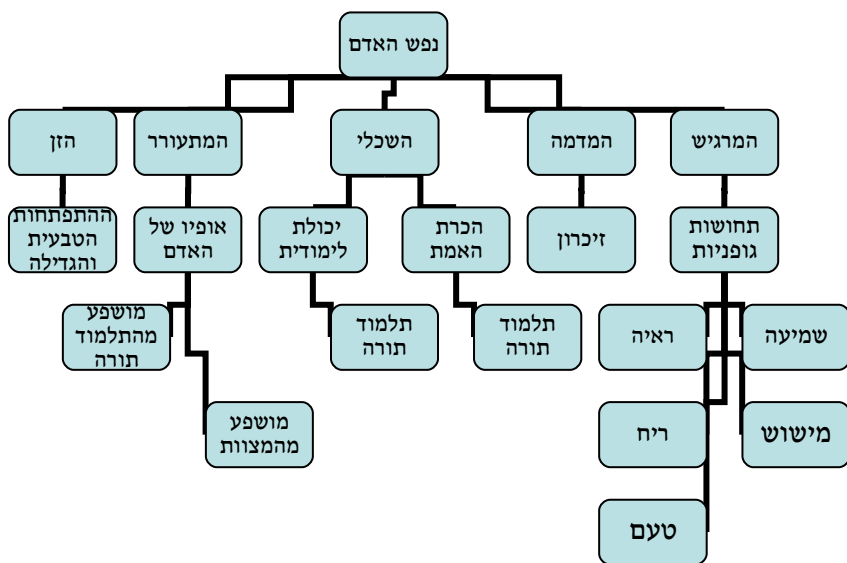 נפש האדם
המרגיש
המדמה
השכלי
המתעורר
הזן
תחושות
גופניות
זיכרון
הכרת
האמת
יכולת
לימודית
אופיו של
האדם
ההתפתחות
הטבעית
והגדילה
שמיעה
ראיה
תלמוד
תורה
תלמוד
תורה
מושפע
מהתלמוד
תורה
מישוש
ריח
מושפע
מהמצוות
טעם